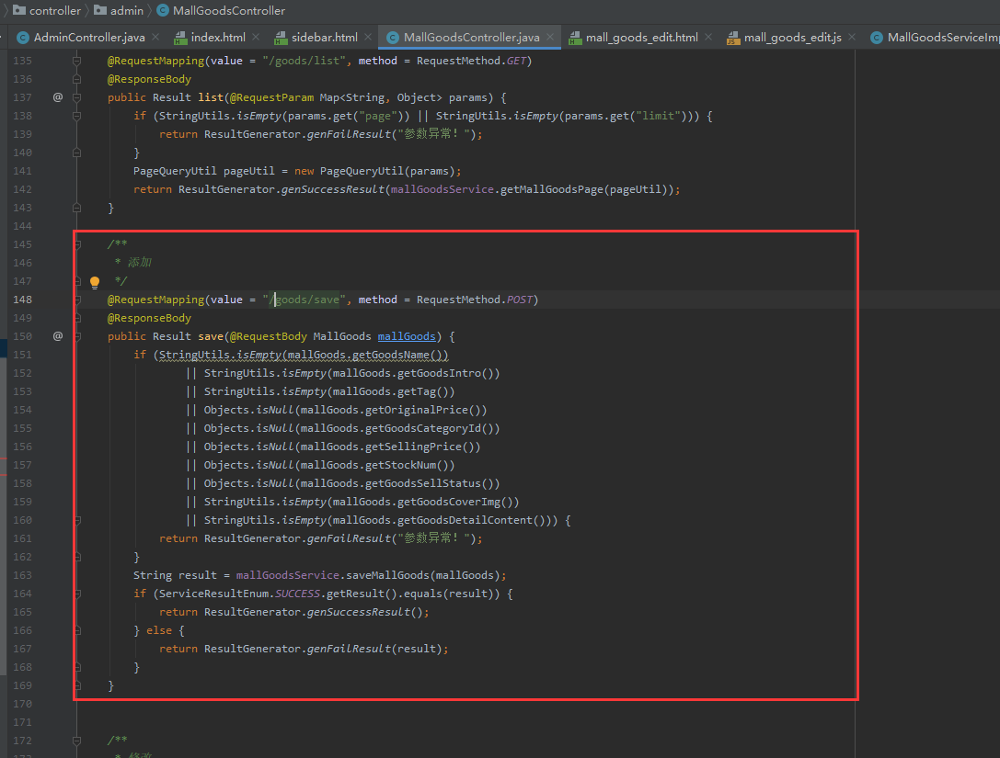 controller admin MallGoodsController
AdminController.java index.html sidebar.html MallGoodsController.java mall_goods_edit.html mall_goods_edit.js MallGoodsServiceImp
135 @RequestMapping(value = "/goods/list", method = RequestMethod.GET)
136 @ResponseBody
137 @ public Result list(@RequestParam Map<String, Object> params) {
138 if (StringUtils.isEmpty(params.get("page")) || StringUtils.isEmpty(params.get("limit"))) {
139 return ResultGenerator.genFailResult("参数异常！");
140 }
141 PageQueryUtil pageUtil = new PageQueryUtil(params);
142 return ResultGenerator.genSuccessResult(mallGoodsService.getMallGoodsPage(pageUtil));
143 }
144
145 /**
146 * 添加
147 */
148 @RequestMapping(value = "/goods/save", method = RequestMethod.POST)
149 @ResponseBody
150 @ public Result save(@RequestBody MallGoods mallGoods) {
151 if (StringUtils.isEmpty(mallGoods.getGoodsName())
152 || StringUtils.isEmpty(mallGoods.getGoodsIntro())
153 || StringUtils.isEmpty(mallGoods.getTag())
154 || Objects.isNull(mallGoods.getOriginalPrice())
155 || Objects.isNull(mallGoods.getGoodsCategoryId())
156 || Objects.isNull(mallGoods.getSellingPrice())
157 || Objects.isNull(mallGoods.getStockNum())
158 || Objects.isNull(mallGoods.getGoodsSellStatus())
159 || StringUtils.isEmpty(mallGoods.getGoodsCoverImg())
160 || StringUtils.isEmpty(mallGoods.getGoodsDetailContent())) {
161 return ResultGenerator.genFailResult("参数异常！");
162 }
163 String result = mallGoodsService.saveMallGoods(mallGoods);
164 if (ServiceResultEnum.SUCCESS.getResult().equals(result)) {
165 return ResultGenerator.genSuccessResult();
166 } else {
167 return ResultGenerator.genFailResult(result);
168 }
169 }
170
171
172 /**
173 * 修改